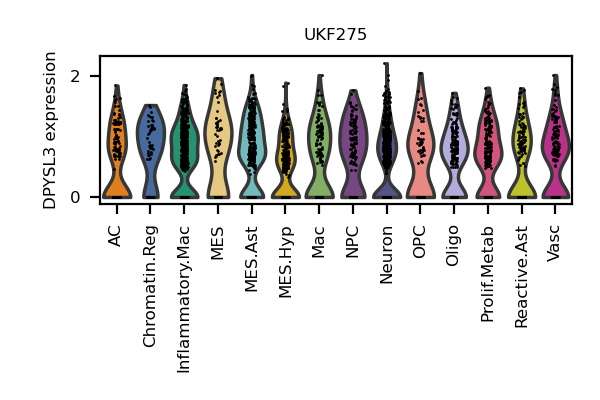 UKF275
DPYSL3 expression
2
0
AC
Chromatin.Reg
Inflammatory.Mac
MES
MES.Ast
MES.Hyp
Mac
NPC
Neuron
OPC
Oligo
Prolif.Metab
Reactive.Ast
Vasc